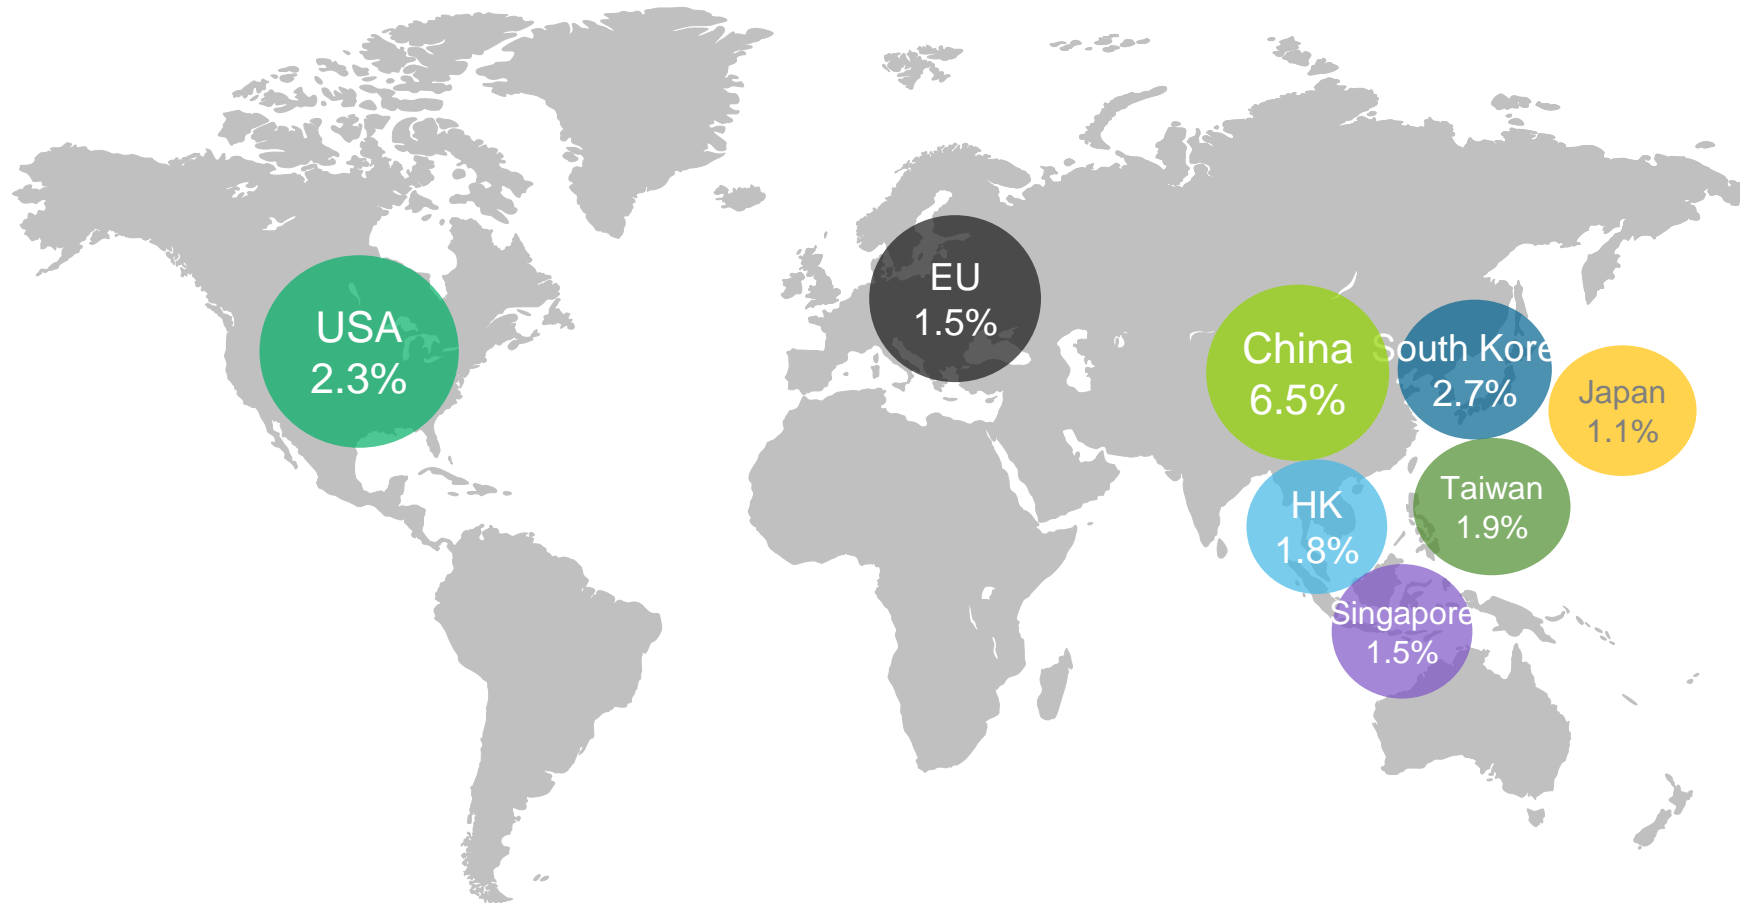 EU
1.5%
USA
2.3%
China
6.5%
South Kore
2.7%
Japan
1.1%
HK
1.8%
Taiwan
1.9%
Singapore
1.5%